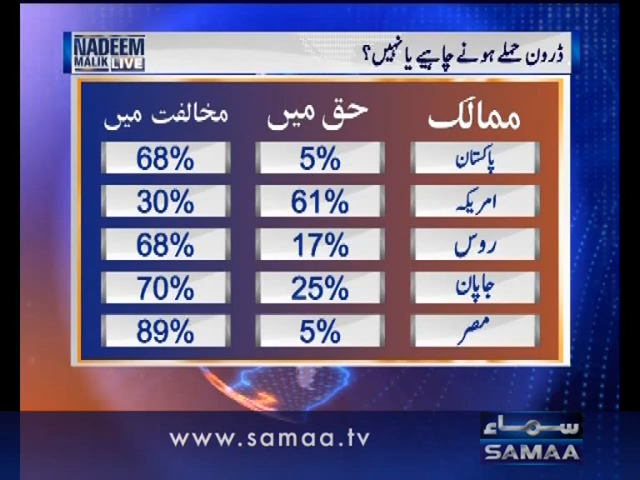 NADEEM
MALIK LIVE
ڈرون حملے ہونے چاہیے یا نہیں؟
ممالک حق میں مخالفت میں
پاکستان 5% 68%
امریکہ 61% 30%
روس 17% 68%
جاپان 25% 70%
مصر 5% 89%
www.samaa.tv
سماء
SAMAA